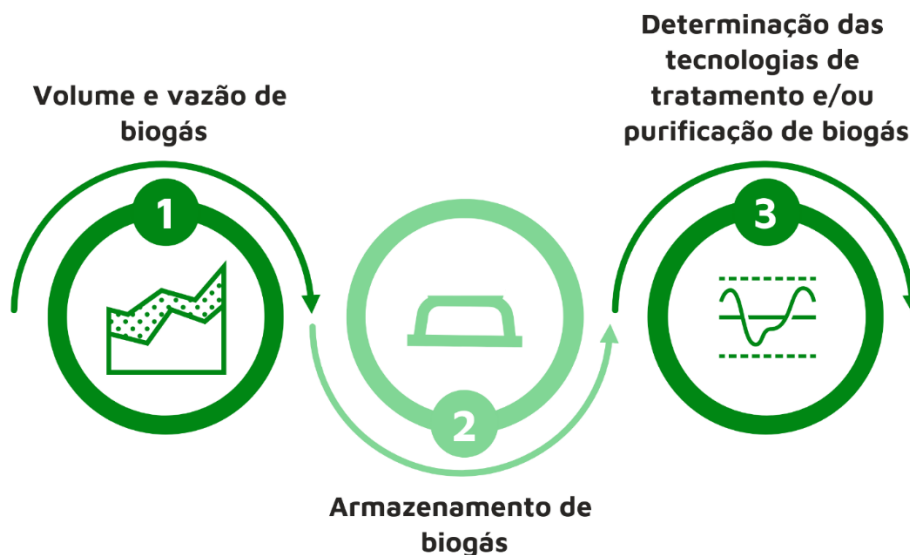 Volume e vazão de
biogás
1
2
Armazenamento de
biogás
Determinação das
tecnologias de
tratamento e/ou
purificação de biogás
3